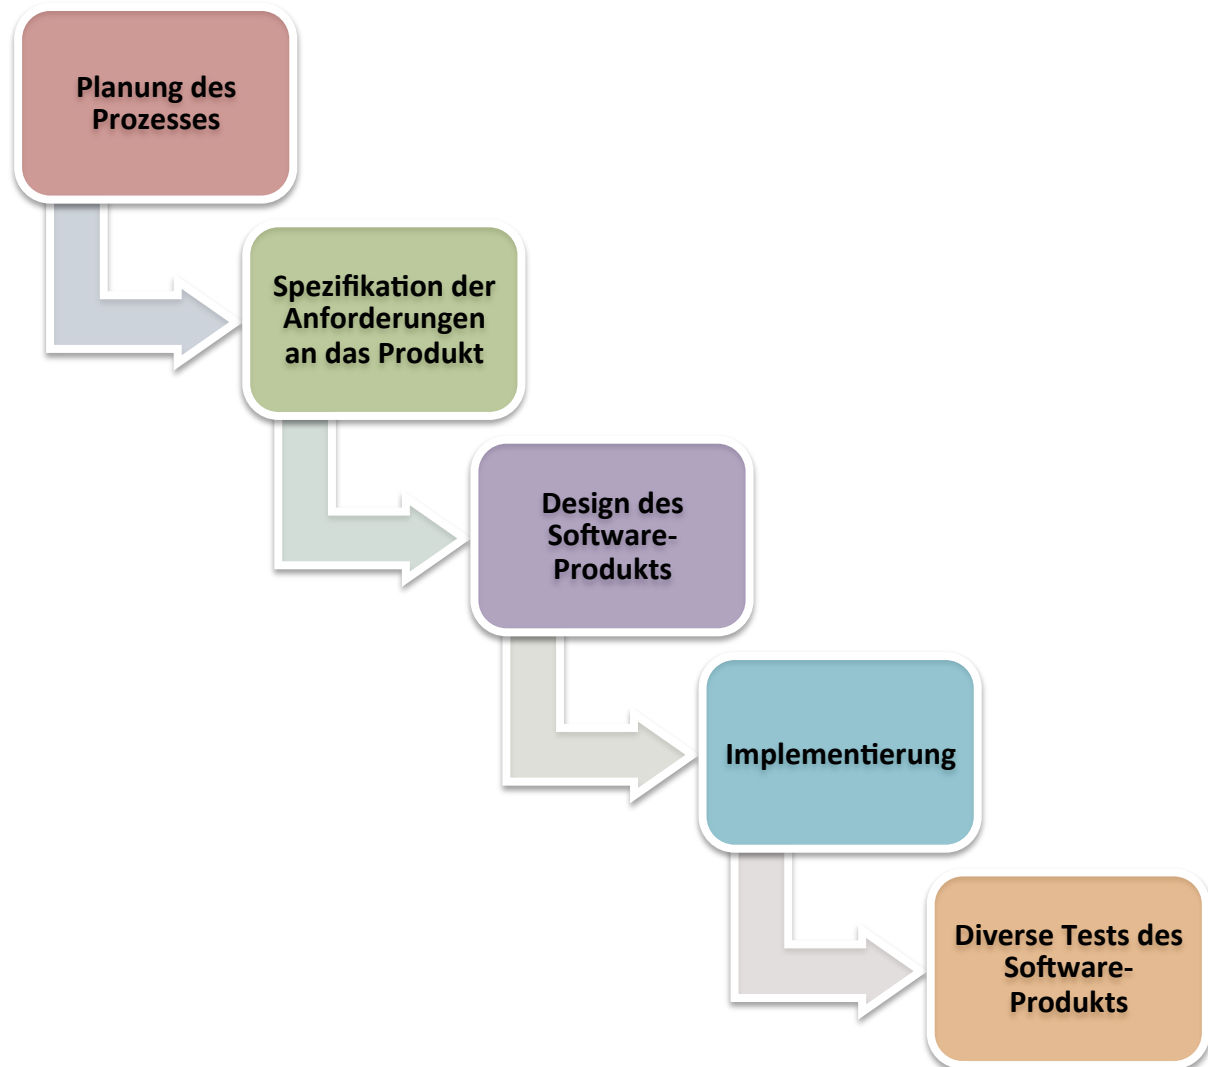 Planung des
Prozesses
Spezifikation der
Anforderungen
an das Produkt
Design des
Software-
Produkts
Implementierung
Diverse Tests des
Software-
Produkts